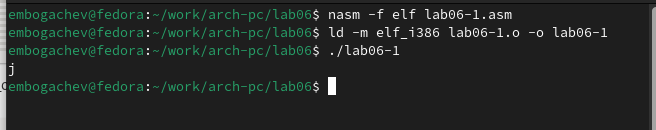 embogachev@fedora:~/work/arch-pc/lab06$ nasm -f elf lab06-1.asm
embogachev@fedora:~/work/arch-pc/lab06$ ld -m elf_i386 lab06-1.o -o lab06-1
embogachev@fedora:~/work/arch-pc/lab06$ ./lab06-1
j
embogachev@fedora:~/work/arch-pc/lab06$